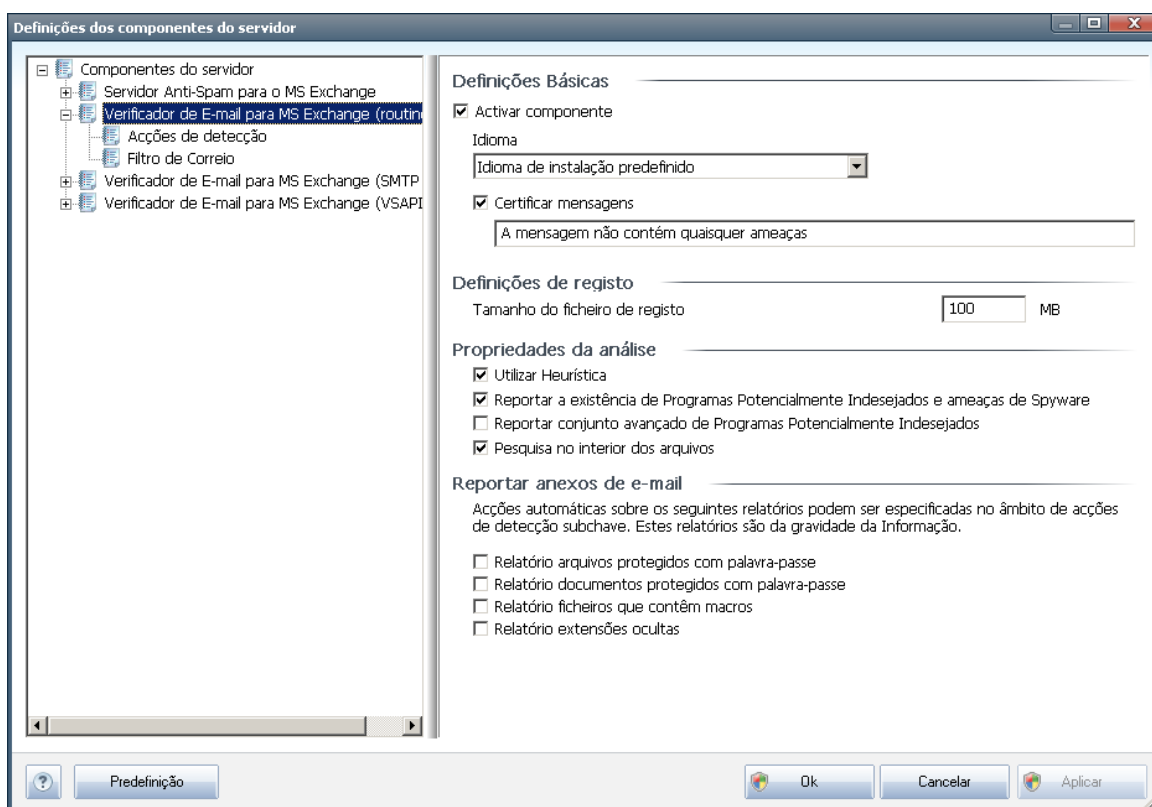 Definições dos componentes do servidor
Componentes do servidor
Servidor Anti-Spam para o MS Exchange
Verificador de E-mail para MS Exchange (routin
Acções de detecção
Filtro de Correio
Verificador de E-mail para MS Exchange (SMTP
Verificador de E-mail para MS Exchange (VSAPI
Definições Básicas
Activar componente
Idioma
Idioma de instalação predefinido
Certificar mensagens
A mensagem não contém quaisquer ameaças
Definições de registo
Tamanho do ficheiro de registo 100 MB
Propriedades da análise
Utilizar Heurística
Reportar a existência de Programas Potencialmente Indesejados e ameaças de Spyware
Reportar conjunto avançado de Programas Potencialmente Indesejados
Pesquisa no interior dos arquivos
Reportar anexos de e-mail
Acções automáticas sobre os seguintes relatórios podem ser especificadas no âmbito de acções
de detecção subchave. Estes relatórios são da gravidade da Informação.
Relatório arquivos protegidos com palavra-passe
Relatório documentos protegidos com palavra-passe
Relatório ficheiros que contêm macros
Relatório extensões ocultas
? Predefinição Ok Cancelar Aplicar